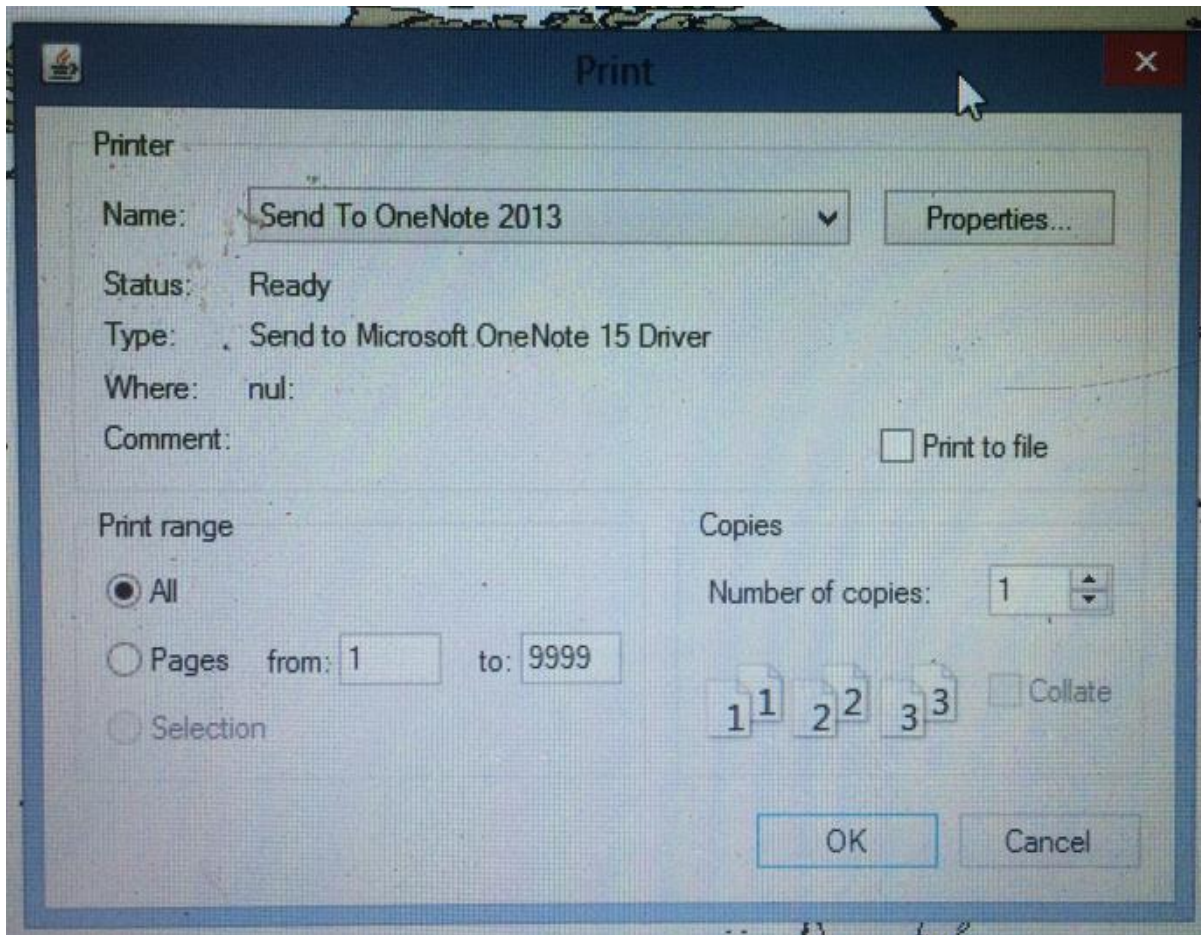 Print
Printer
Name: Send To OneNote 2013 Properties...
Status: Ready
Type: Send to Microsoft OneNote 15 Driver
Where: nul:
Comment: Print to file
Print range Copies
All Number of copies: 1
Pages from: 1 to: 9999
1 1 2 2 3 3 Collate
Selection
OK Cancel